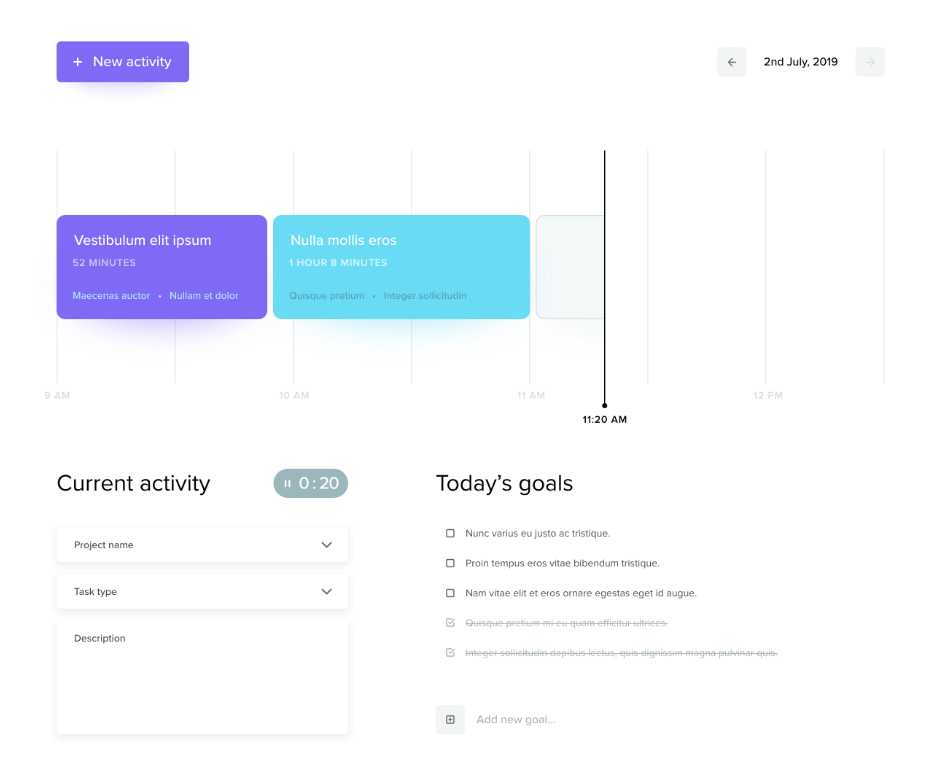 + New activity
2nd July, 2019
Vestibulum elit ipsum
52 MINUTES
Maecenas auctor • Nullam et dolor
Nulla mollis eros
1 HOUR 8 MINUTES
Quisque pretium • Integer sollicitudin
9 AM
10 AM
11 AM
12 PM
11:20 AM
Current activity
0:20
Project name
Task type
Description
Today’s goals
Nunc varius eu justo ac tristique.
Proin tempus eros vitae bibendum tristique.
Nam vitae elit et eros ornare egestas eget id augue.
Quisque pretium mi eu quam efficitur ultrices.
Integer sollicitudin dapibus lectus, quis dignissim magna pulvinar quis.
Add new goal...